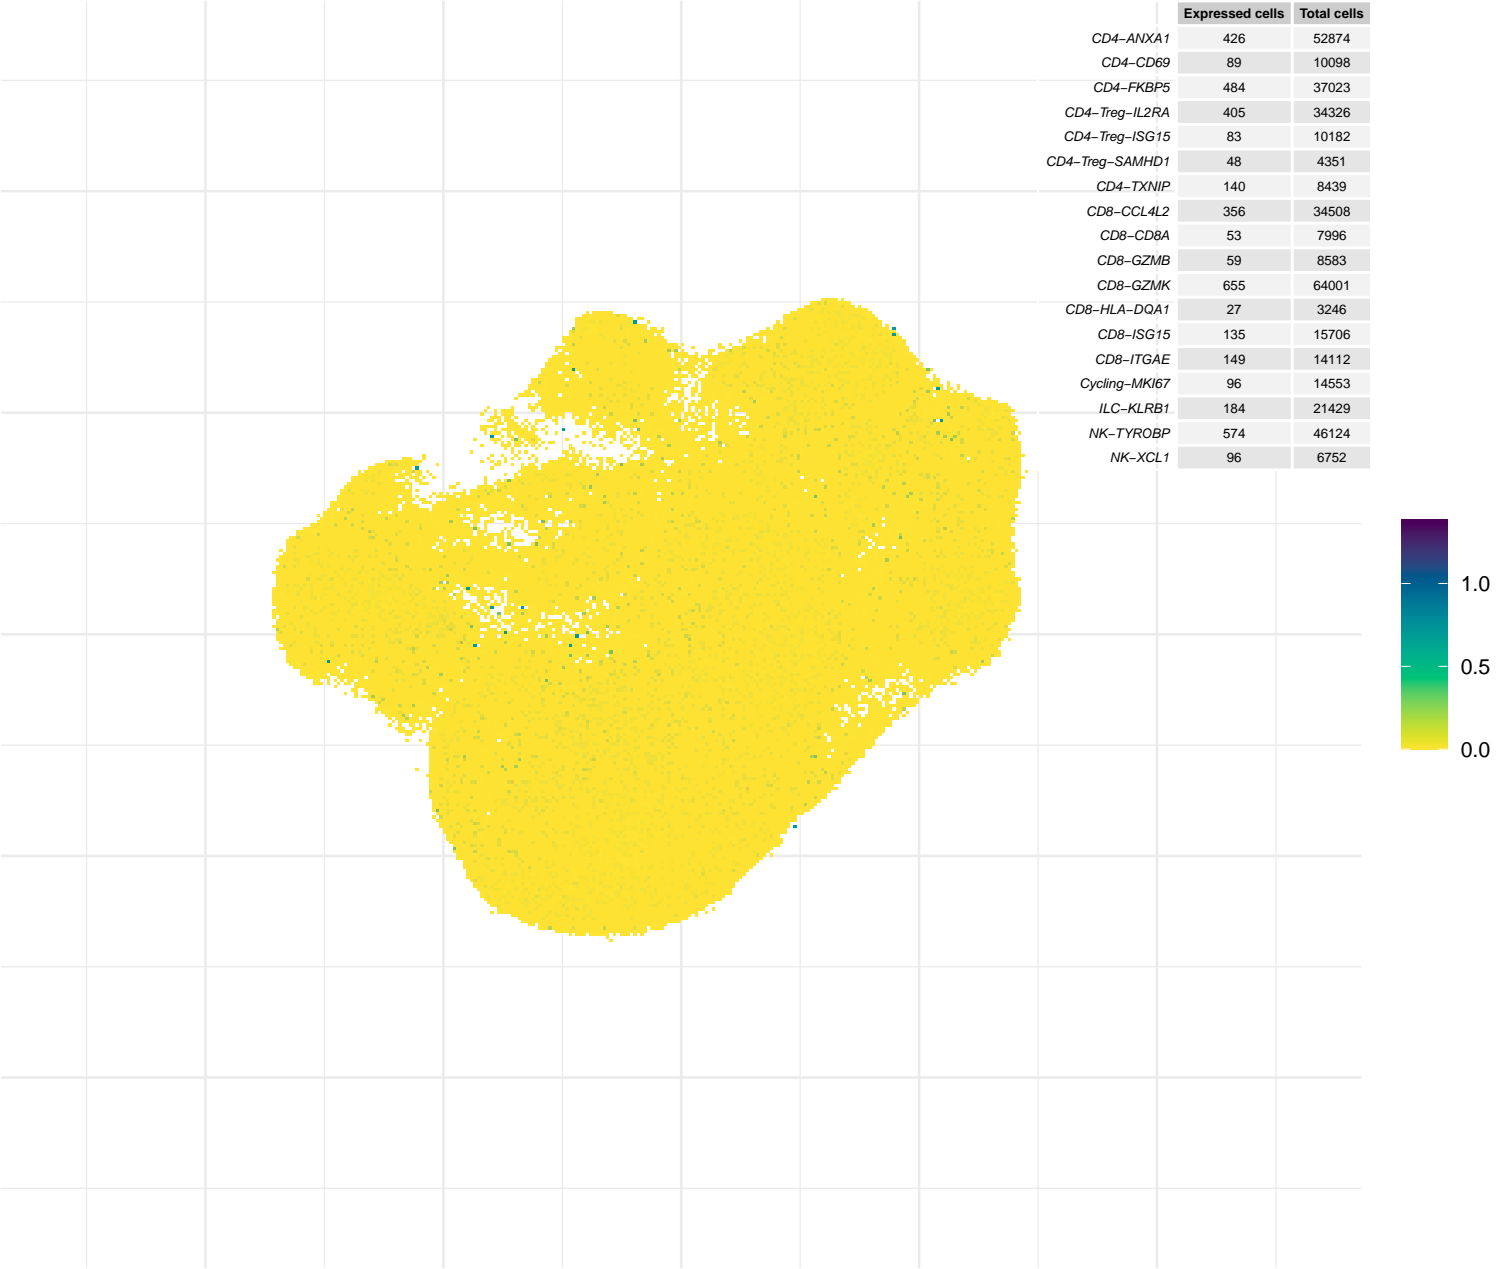 Expressed cells Total cells
CD4−ANXA1 426 52874
CD4−CD69 89 10098
CD4−FKBP5 484 37023
CD4−Treg−IL2RA 405 34326
CD4−Treg−ISG15 83 10182
CD4−Treg−SAMHD1 48 4351
CD4−TXNIP 140 8439
CD8−CCL4L2 356 34508
CD8−CD8A 53 7996
CD8−GZMB 59 8583
CD8−GZMK 655 64001
CD8−HLA−DQA1 27 3246
CD8−ISG15 135 15706
CD8−ITGAE 149 14112
Cycling−MKI67 96 14553
ILC−KLRB1 184 21429
NK−TYROBP 574 46124
NK−XCL1 96 6752
1.0
0.5
0.0